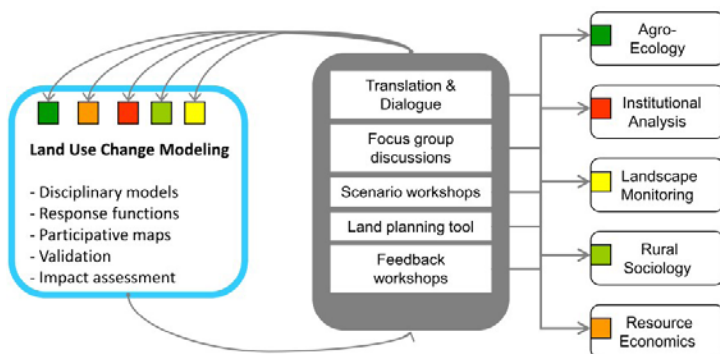 Land Use Change Modeling
- Disciplinary models
- Response functions
- Participative maps
- Validation
- Impact assessment
Translation &
Dialogue
Focus group
discussions
Scenario workshops
Land planning tool
Feedback
workshops
Agro-
Ecology
Institutional
Analysis
Landscape
Monitoring
Rural
Sociology
Resource
Economics